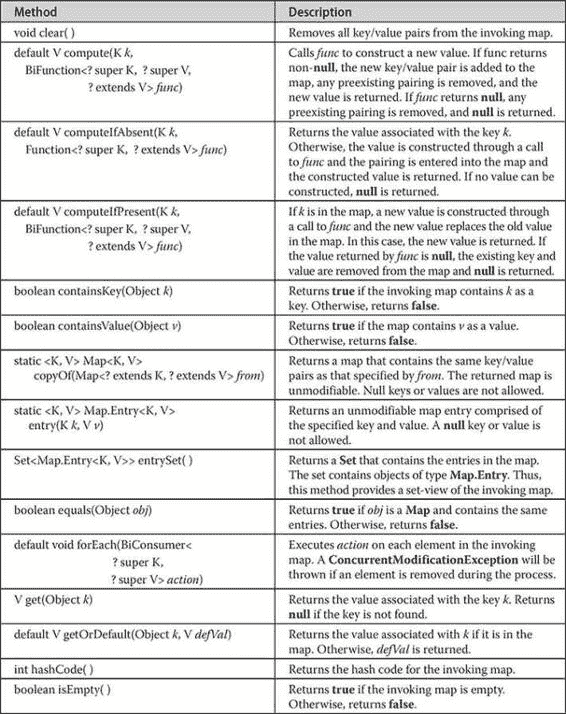 Method
Description
void clear( )
Removes all key/value pairs from the invoking map.
default V compute(K k,
BiFunction<? super K, ? super V,
? extends V> func)
Calls func to construct a new value. If func returns
non-null, the new key/value pair is added to the
map, any preexisting pairing is removed, and the
new value is returned. If func returns null, any
preexisting pairing is removed, and null is returned.
default V computeIfAbsent(K k,
Function<? super K, ? extends V> func)
Returns the value associated with the key k.
Otherwise, the value is constructed through a call
to func and the pairing is entered into the map and
the constructed value is returned. If no value can be
constructed, null is returned.
default V computeIfPresent(K k,
BiFunction<? super K, ? super V,
? extends V> func)
If k is in the map, a new value is constructed through
a call to func and the new value replaces the old value
in the map. In this case, the new value is returned. If
the value returned by func is null, the existing key and
value are removed from the map and null is returned.
boolean containsKey(Object k)
Returns true if the invoking map contains k as a
key. Otherwise, returns false.
boolean containsValue(Object v)
Returns true if the map contains v as a value.
Otherwise, returns false.
static <K, V> Map<K, V>
copyOf(Map<? extends K, ? extends V> from)
Returns a map that contains the same key/value
pairs as that specified by from. The returned map is
unmodifiable. Null keys or values are not allowed.
static <K, V> Map.Entry<K, V>
entry(K k, V v)
Returns an unmodifiable map entry comprised of
the specified key and value. A null key or value is
not allowed.
Set<Map.Entry<K, V>> entrySet( )
Returns a Set that contains the entries in the map.
The set contains objects of type Map.Entry. Thus,
this method provides a set-view of the invoking map.
boolean equals(Object obj)
Returns true if obj is a Map and contains the same
entries. Otherwise, returns false.
default void forEach(BiConsumer<
? super K,
? super V> action)
Executes action on each element in the invoking
map. A ConcurrentModificationException will be
thrown if an element is removed during the process.
V get(Object k)
Returns the value associated with the key k. Returns
null if the key is not found.
default V getOrDefault(Object k, V defVal)
Returns the value associated with k if it is in the
map. Otherwise, defVal is returned.
int hashCode( )
Returns the hash code for the invoking map.
boolean isEmpty( )
Returns true if the invoking map is empty.
Otherwise, returns false.